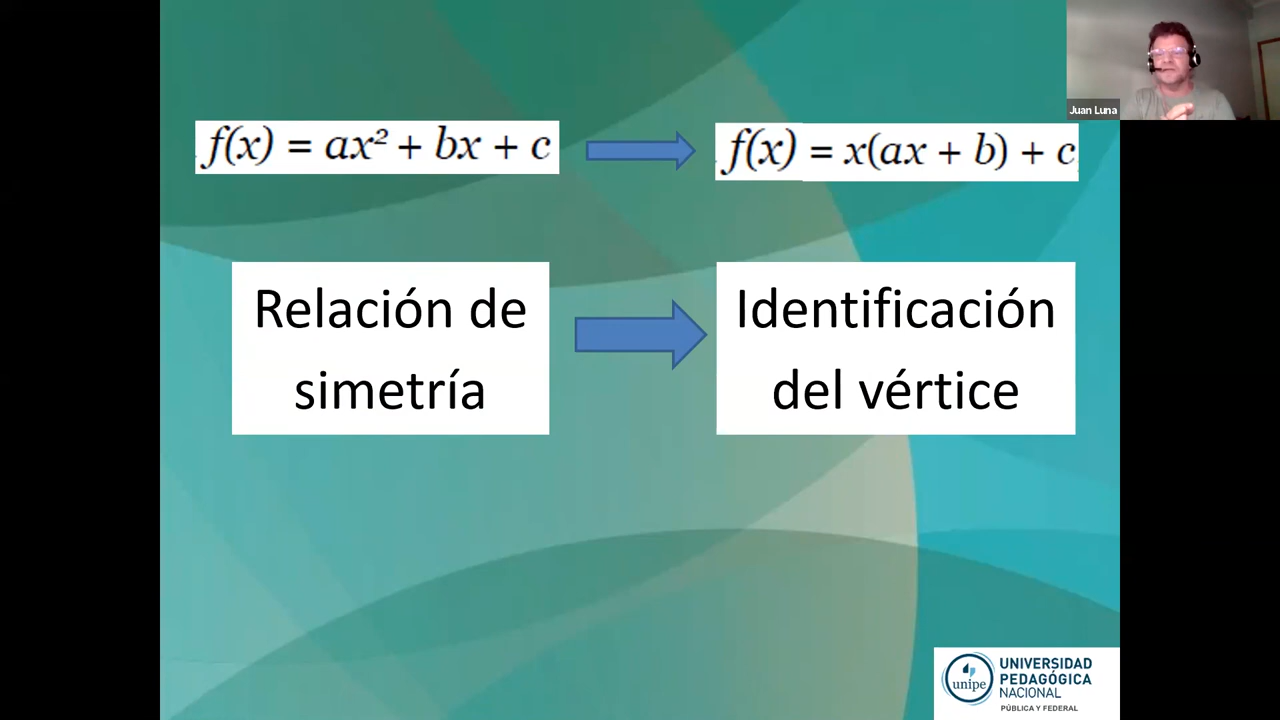 Juan Luna
f(x) = ax² + bx + c
f(x) = x(ax + b) + c
Relación de
simetría
Identificación
del vértice
unipe
UNIVERSIDAD
PEDAGÓGICA
NACIONAL
PÚBLICA Y FEDERAL